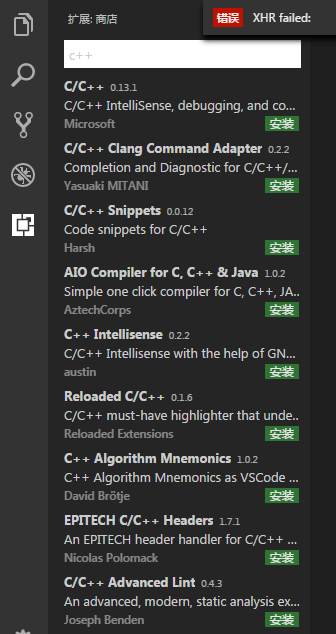 扩展: 商店
错误 XHR failed:
c++
C/C++ 0.13.1
C/C++ IntelliSense, debugging, and co...
Microsoft 安装
C/C++ Clang Command Adapter 0.2.2
Completion and Diagnostic for C/C++/...
Yasuaki MITANI 安装
C/C++ Snippets 0.0.12
Code snippets for C/C++
Harsh 安装
AIO Compiler for C, C++ & Java 1.0.2
Simple one click compiler for C, C++, JA...
AztechCorps 安装
C++ Intellisense 0.2.2
C/C++ Intellisense with the help of GN...
austin 安装
Reloaded C/C++ 0.1.6
C/C++ must-have highlighter that unde...
Reloaded Extensions 安装
C++ Algorithm Mnemonics 1.0.2
C++ Algorithm Mnemonics as VSCode ...
David Brötje 安装
EPITECH C/C++ Headers 1.7.1
An EPITECH header handler for C/C++ ...
Nicolas Polomack 安装
C/C++ Advanced Lint 0.4.3
An advanced, modern, static analysis ex...
Joseph Benden 安装